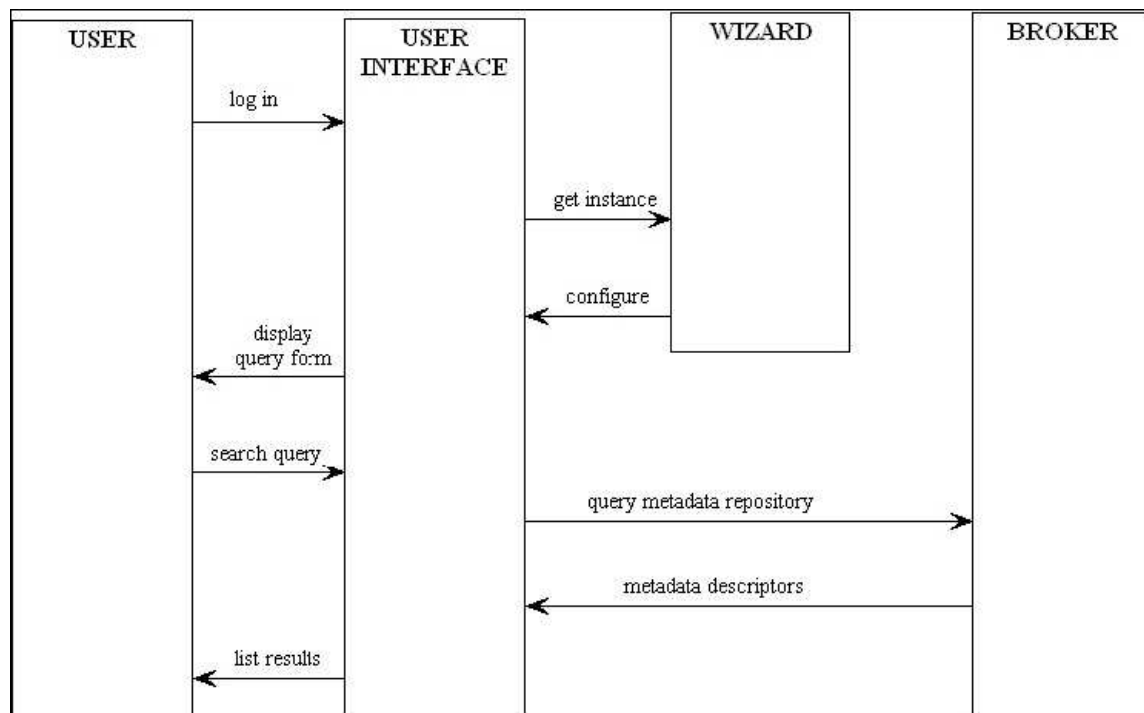 USER
USER
INTERFACE
WIZARD
BROKER
log in
get instance
configure
display
query form
search query
query metadata repository
metadata descriptors
list results